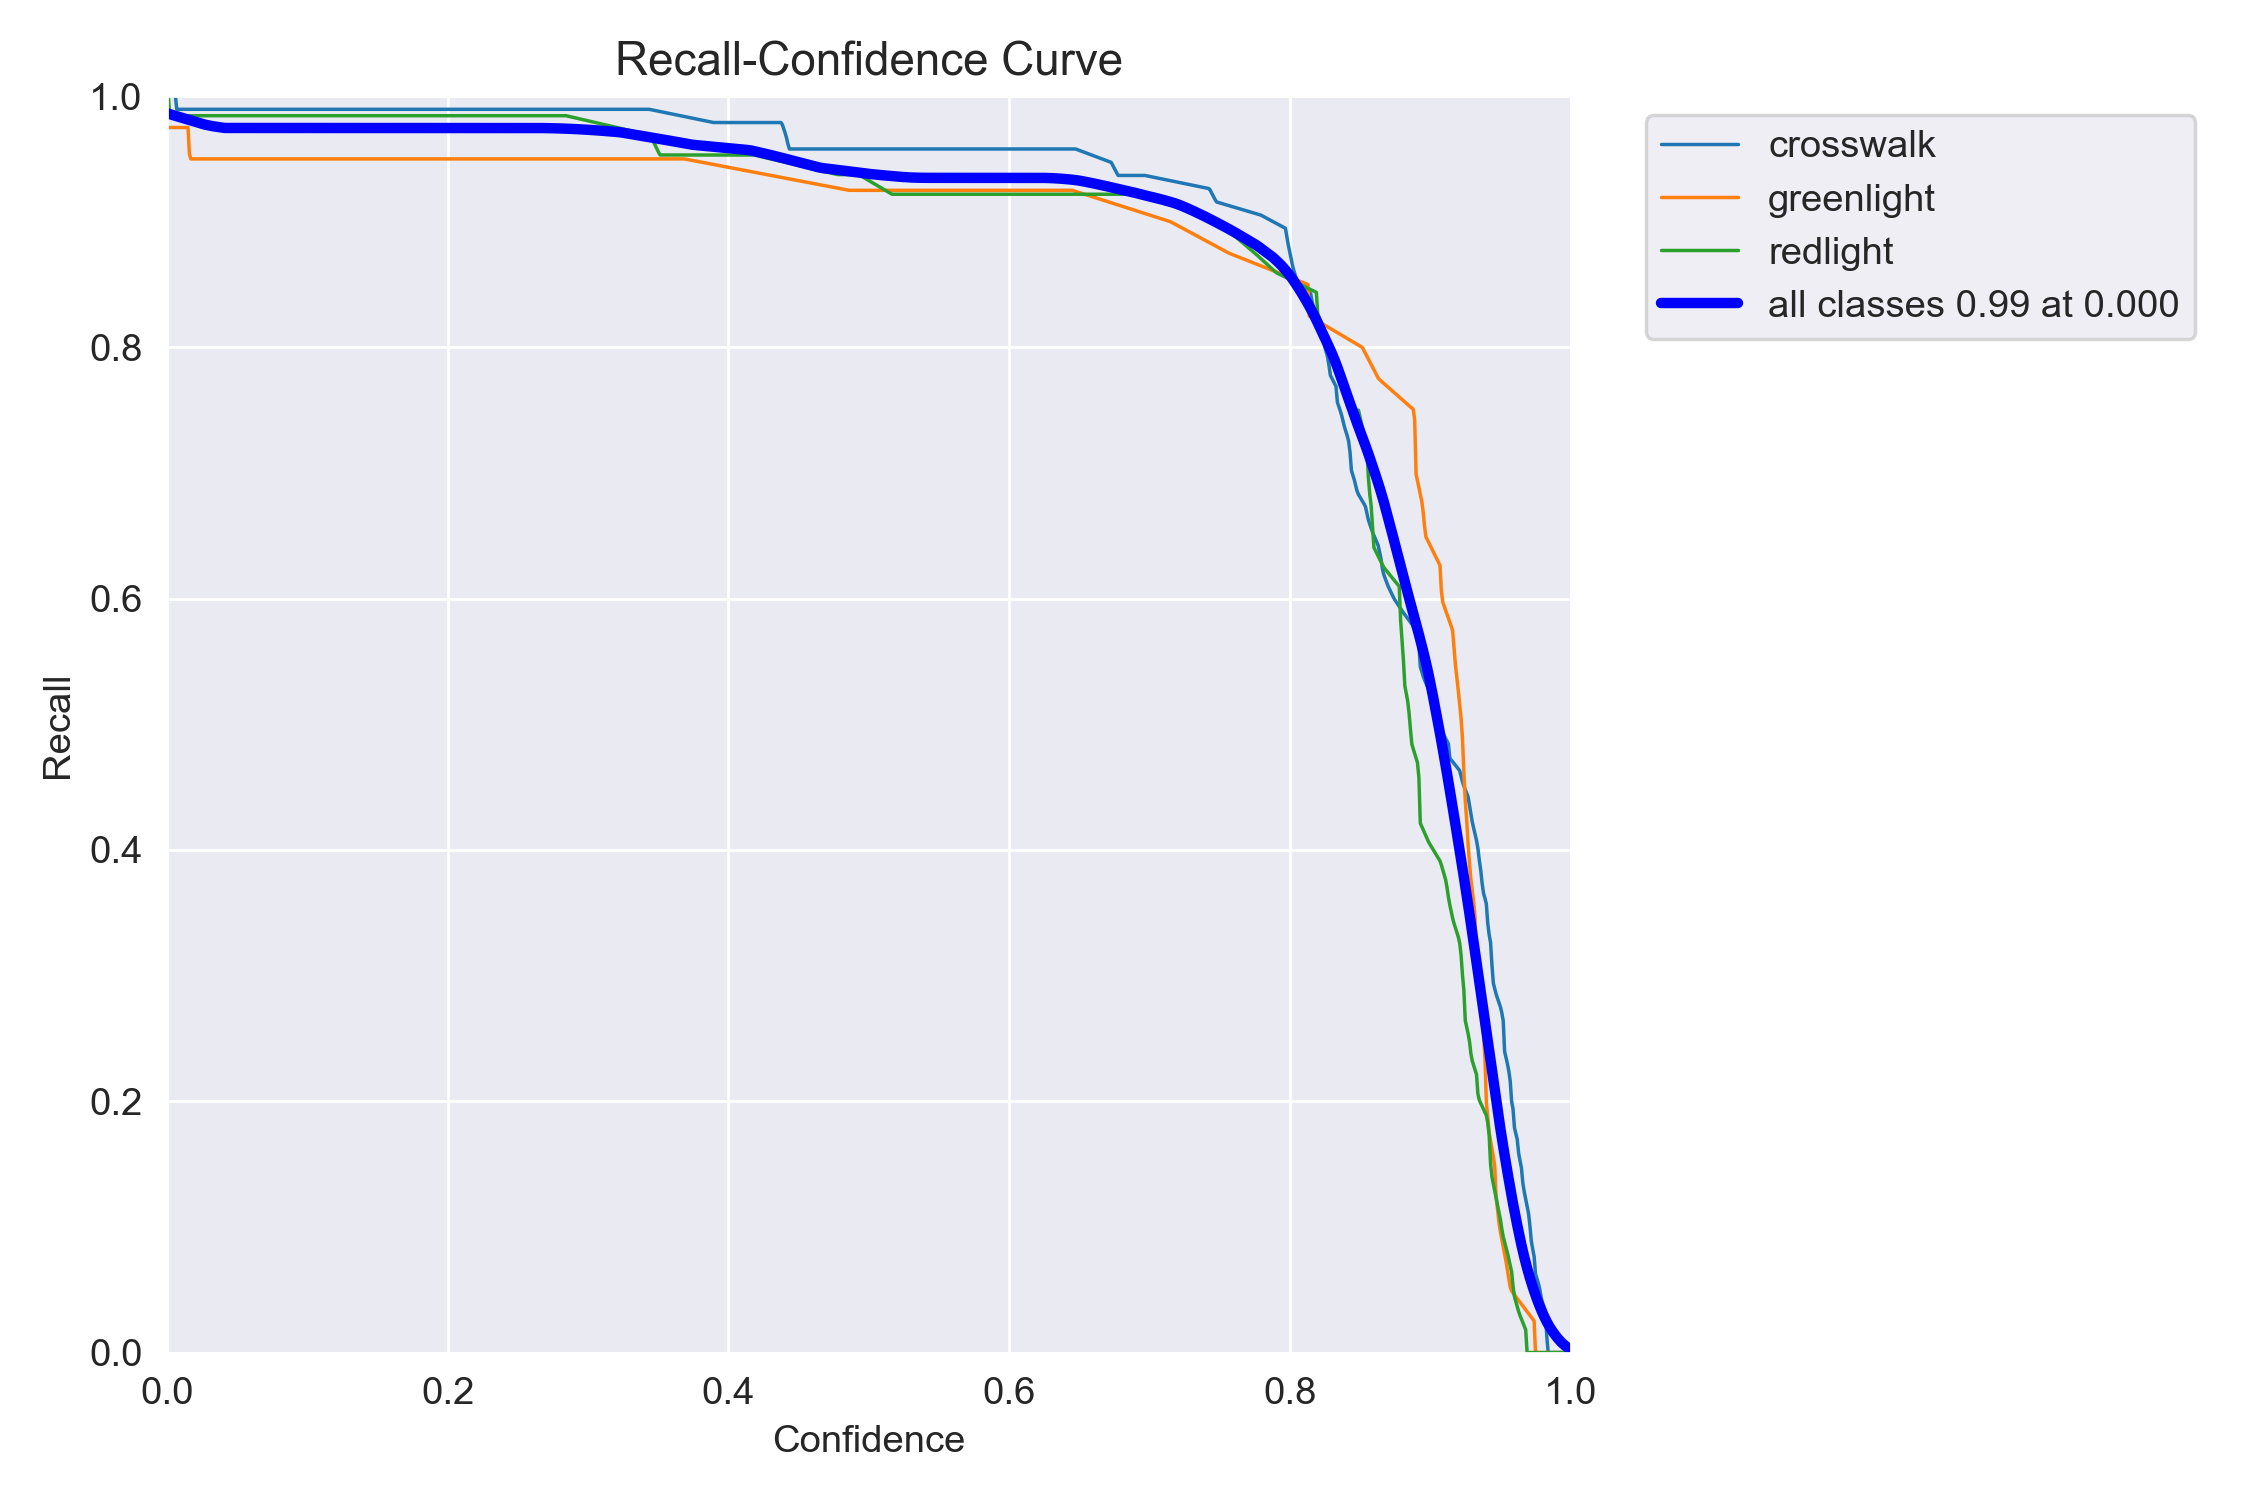 Recall-Confidence Curve
1.0
0.8
0.6
0.4
0.2
0.0
Recall
0.0 0.2 0.4 0.6 0.8 1.0
Confidence
crosswalk
greenlight
redlight
all classes 0.99 at 0.000